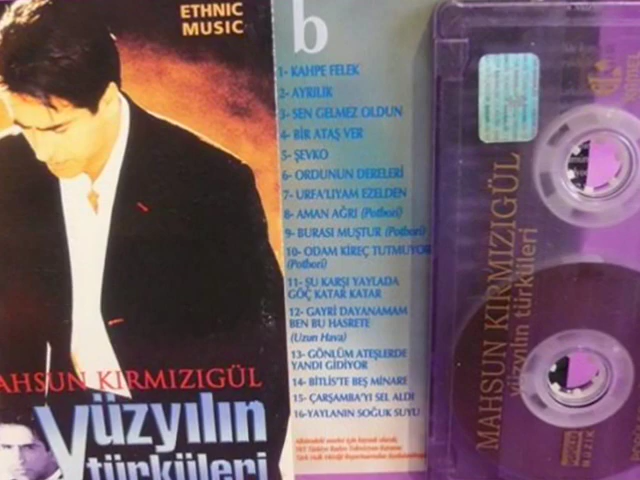 ETHNIC
MUSIC
MAHSUN KIRMIZIGÜL
yüzyılın
türküleri
b
1- KAHPE FELEK
2- AYRILIK
3- SEN GELMEZ OLDUN
4- BİR ATAŞ VER
5- ŞEVKO
6- ORDUNUN DERELERİ
7- URFA'LIYAM EZELDEN
8- AMAN AĞRI (Potbori)
9- BURASI MUŞTUR (Potbori)
10- ODAM KİREÇ TUTMUYOR
(Potbori)
11- ŞU KARŞI YAYLADA
GÖÇ KATAR KATAR
12- GAYRİ DAYANAMAM
BEN BU HASRETE
(Uzun Hava)
13- GÖNLÜM ATEŞLERDE
YANDI GİDİYOR
14- BİTLİS'TE BEŞ MİNARE
15- ÇARŞAMBA'YI SEL ALDI
16-YAYLANIN SOĞUK SUYU
MAHSUN KIRMIZIGÜL
yüzyılın türküleri